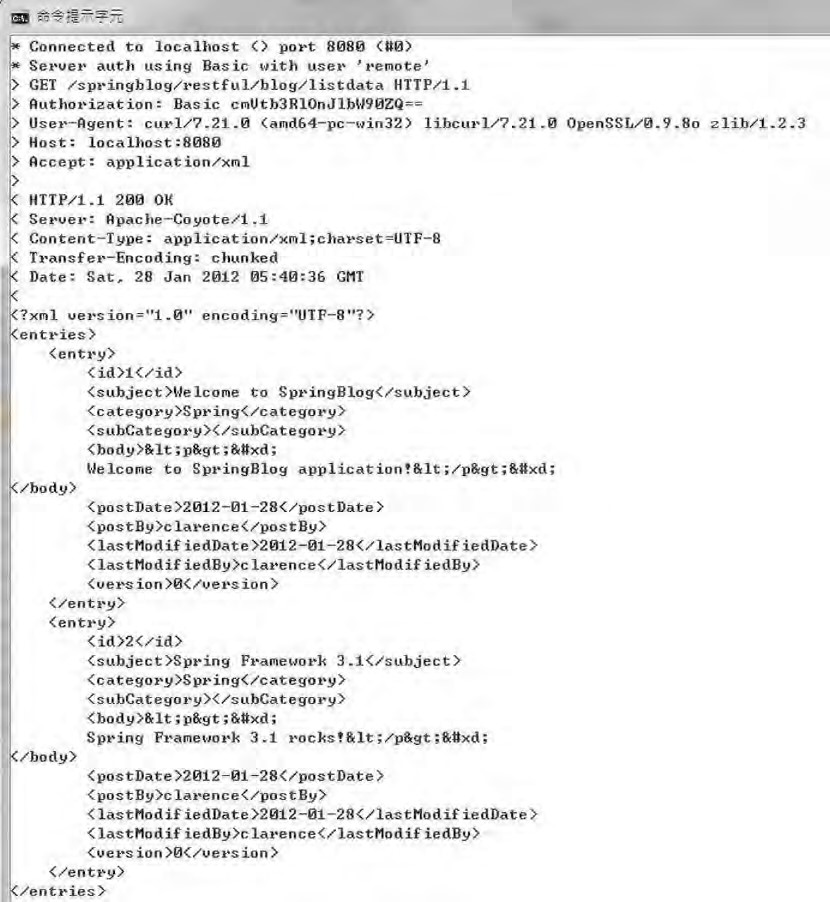 命令提示字元
* Connected to localhost () port 8080 (#0)
* Server auth using Basic with user 'remote'
> GET /springblog/restful/blog/listdata HTTP/1.1
> Authorization: Basic cmVtb3RlOnJlbW90ZQ==
> User-Agent: curl/7.21.0 (amd64-pc-win32) libcurl/7.21.0 OpenSSL/0.9.8o zlib/1.2.3
> Host: localhost:8080
> Accept: application/xml
>
< HTTP/1.1 200 OK
< Server: Apache-Coyote/1.1
< Content-Type: application/xml;charset=UTF-8
< Transfer-Encoding: chunked
< Date: Sat, 28 Jan 2012 05:40:36 GMT
<
<?xml version="1.0" encoding="UTF-8"?>
<entries>
    <entry>
        <id>1</id>
        <subject>Welcome to SpringBlog</subject>
        <category>Spring</category>
        <subCategory></subCategory>
        <body>&lt;p&gt;&#xd;
        Welcome to SpringBlog application!&lt;/p&gt;&#xd;
</body>
        <postDate>2012-01-28</postDate>
        <postBy>clarence</postBy>
        <lastModifiedDate>2012-01-28</lastModifiedDate>
        <lastModifiedBy>clarence</lastModifiedBy>
        <version>0</version>
    </entry>
    <entry>
        <id>2</id>
        <subject>Spring Framework 3.1</subject>
        <category>Spring</category>
        <subCategory></subCategory>
        <body>&lt;p&gt;&#xd;
        Spring Framework 3.1 rocks!&lt;/p&gt;&#xd;
</body>
        <postDate>2012-01-28</postDate>
        <postBy>clarence</postBy>
        <lastModifiedDate>2012-01-28</lastModifiedDate>
        <lastModifiedBy>clarence</lastModifiedBy>
        <version>0</version>
    </entry>
</entries>